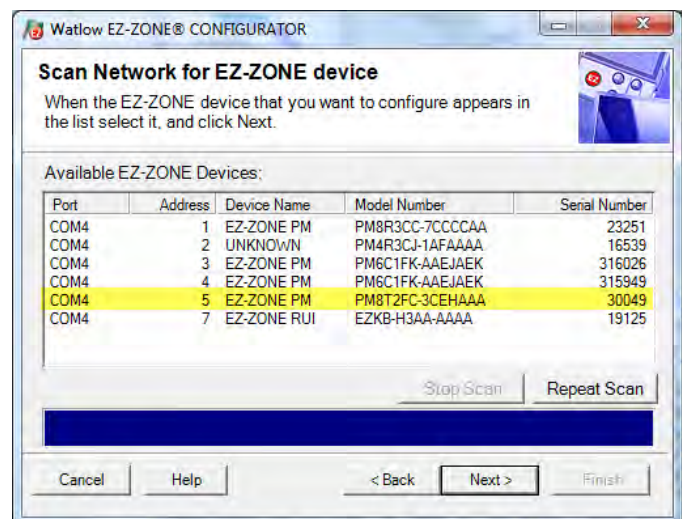 Watlow EZ-ZONE® CONFIGURATOR
Scan Network for EZ-ZONE device
When the EZ-ZONE device that you want to configure appears in
the list select it, and click Next.
Available EZ-ZONE Devices:
Port Address Device Name Model Number Serial Number
COM4 1 EZ-ZONE PM PM8R3CC-7CCCCAA 23251
COM4 2 UNKNOWN PM4R3CJ-1AFAAAA 16539
COM4 3 EZ-ZONE PM PM6C1FK-AAEJAEK 316026
COM4 4 EZ-ZONE PM PM6C1FK-AAEJAEK 315949
COM4 5 EZ-ZONE PM PM8T2FC-3CEHAAA 30049
COM4 7 EZ-ZONE RUI EZKB-H3AA-AAAA 19125
Stop Scan Repeat Scan
Cancel Help < Back Next > Finish